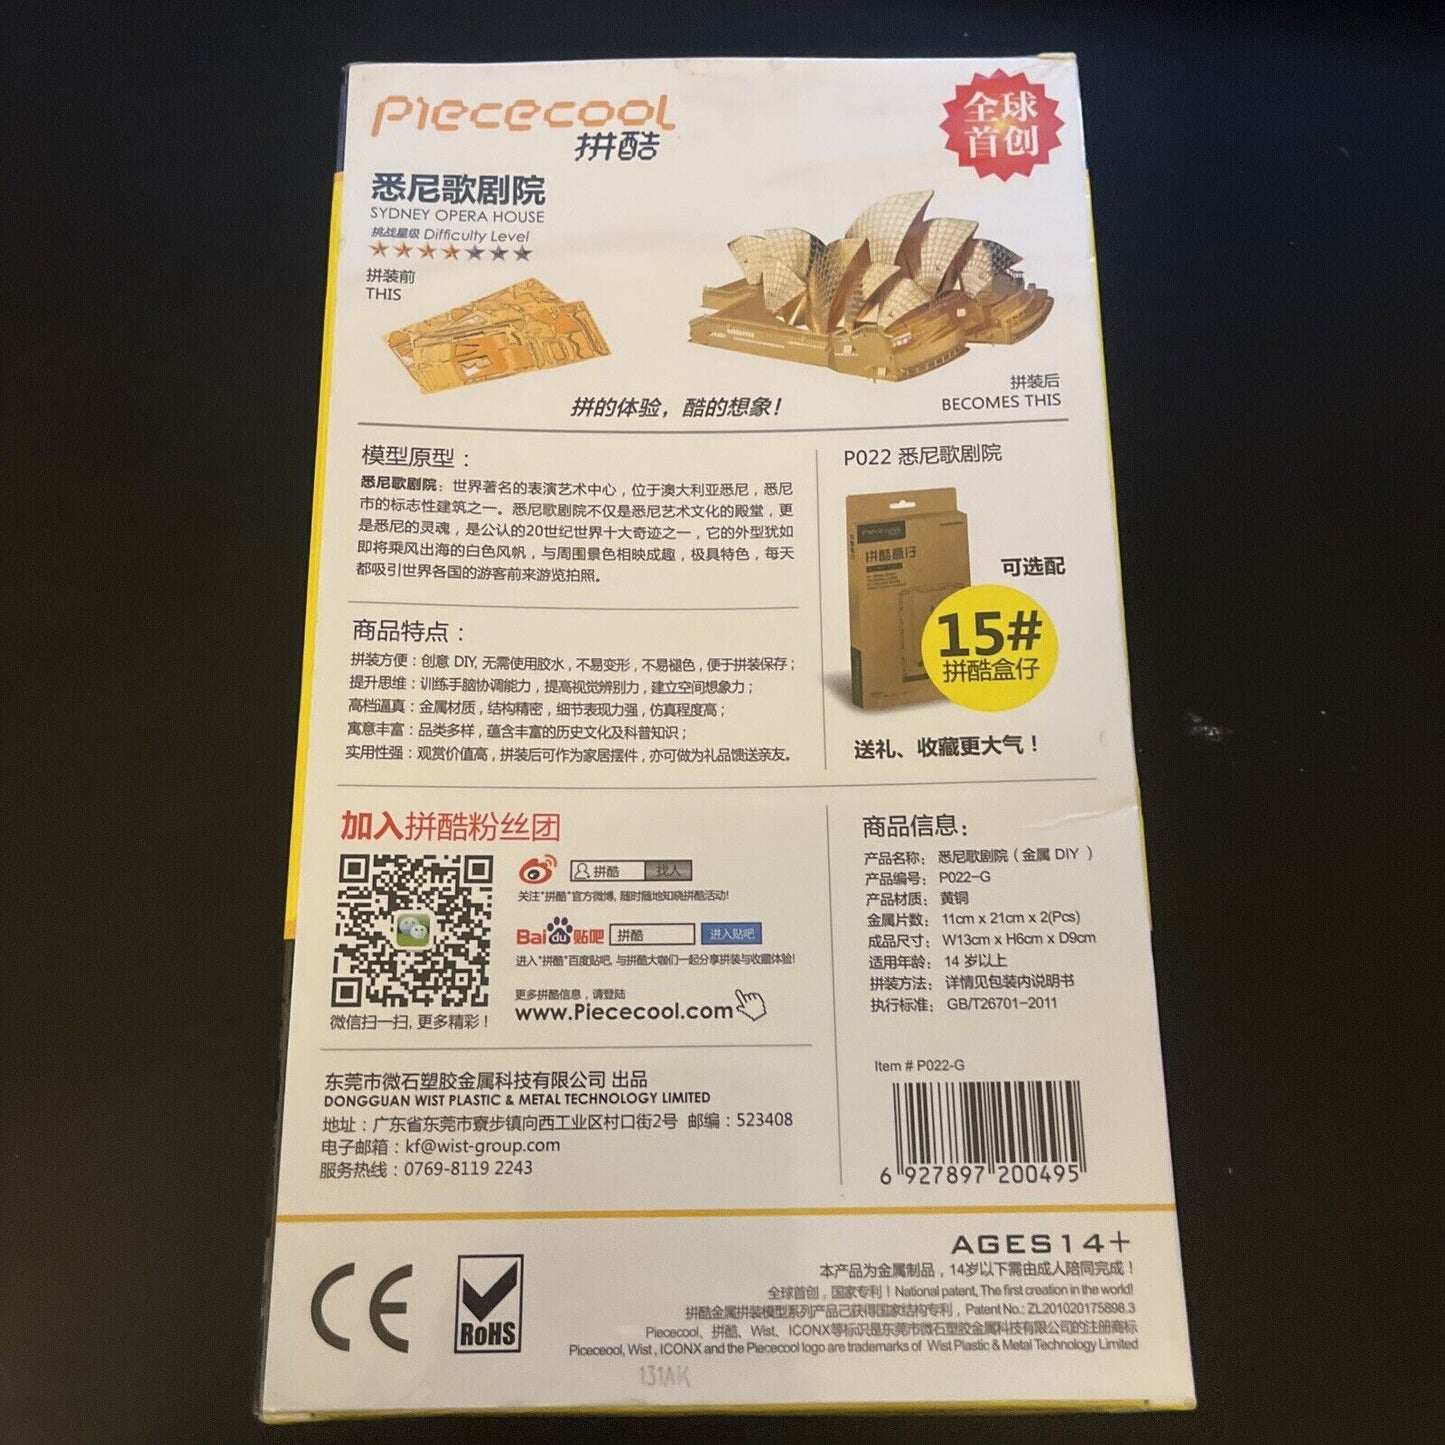 Piececool
拼酷
全球
首创
悉尼歌剧院
SYDNEY OPERA HOUSE
挑战星级 Difficulty Level
拼装前
THIS
拼装后
BECOMES THIS
拼的体验，酷的想象！
模型原型：
悉尼歌剧院：世界著名的表演艺术中心，位于澳大利亚悉尼，悉尼
市的标志性建筑之一。悉尼歌剧院不仅是悉尼艺术文化的殿堂，更
是悉尼的灵魂，是公认的20世纪世界十大奇迹之一，它的外型犹如
即将乘风出海的白色风帆，与周围景色相映成趣，极具特色，每天
都吸引世界各国的游客前来游览拍照。
商品特点：
拼装方便：创意 DIY, 无需使用胶水，不易变形，不易褪色，便于拼装保存；
提升思维：训练手脑协调能力，提高视觉辨别力，建立空间想象力；
高档逼真：金属材质，结构精密，细节表现力强，仿真程度高；
寓意丰富：品类多样，蕴含丰富的历史文化及科普知识；
实用性强：观赏价值高，拼装后可作为家居摆件，亦可做为礼品馈送亲友。
P022 悉尼歌剧院
piececool
拼酷盒仔
可选配
15#
拼酷盒仔
送礼、收藏更大气！
加入拼酷粉丝团
拼酷 找人
关注"拼酷"官方微博, 随时随地知晓拼酷活动!
Bai du 贴吧 拼酷 进入贴吧
进入"拼酷"百度贴吧, 与拼酷大咖们一起分享拼装与收藏体验!
更多拼酷信息，请登陆
www.Piececool.com
微信扫一扫, 更多精彩！
商品信息：
产品名称： 悉尼歌剧院（金属 DIY ）
产品编号： P022-G
产品材质： 黄铜
金属片数： 11cm x 21cm x 2(Pcs)
成品尺寸： W13cm x H6cm x D9cm
适用年龄： 14 岁以上
拼装方法： 详情见包装内说明书
执行标准： GB/T26701-2011
Item # P022-G
6 927897 200495
东莞市微石塑胶金属科技有限公司 出品
DONGGUAN WIST PLASTIC & METAL TECHNOLOGY LIMITED
地址：广东省东莞市寮步镇向西工业区村口街2号 邮编：523408
电子邮箱：kf@wist-group.com
服务热线：0769-8119 2243
CE
RoHS
AGES 14+
本产品为金属制品，14岁以下需由成人陪同完成！
全球首创，国家专利！National patent, The first creation in the world!
拼酷金属拼装模型系列产品己获得国家结构专利，Patent No.: ZL201020175898.3
Piececool、拼酷、Wist、ICONX等标识是东莞市微石塑胶金属科技有限公司的注册商标
Piceceool, Wist , ICONX and the Piececool logo are trademarks of Wist Plastic & Metal Technology Limited
131AK